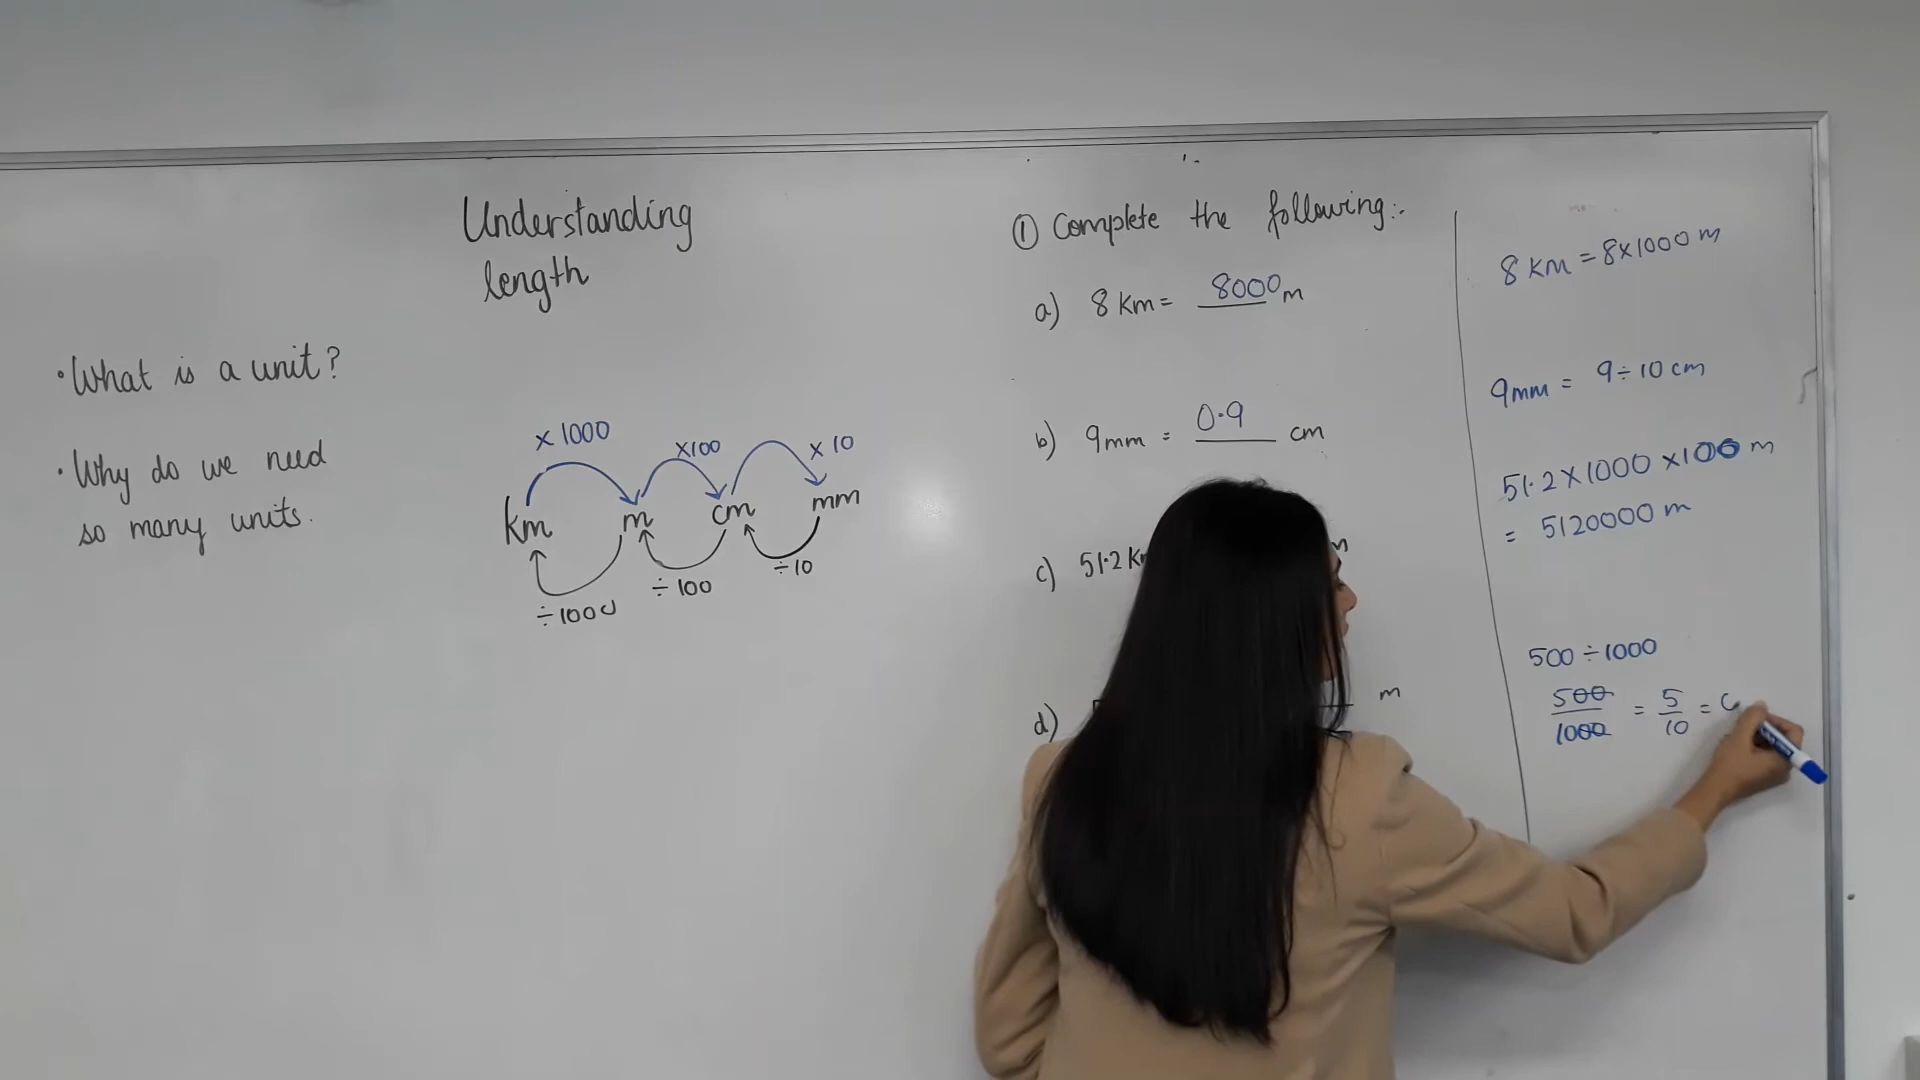 Understanding
length
• What is a unit?
• Why do we need
so many units.
× 1000 ×100 × 10
km m cm mm
÷1000 ÷ 100 ÷10
① Complete the following:-
a) 8 km = 8000 m
b) 9mm = 0.9 cm
c) 51.2 km
d) m
8 km = 8×1000 m
9mm = 9 ÷ 10 cm
51.2 × 1000 × 100 m
= 5120000 m
500 ÷ 1000
500/1000 = 5/10 =